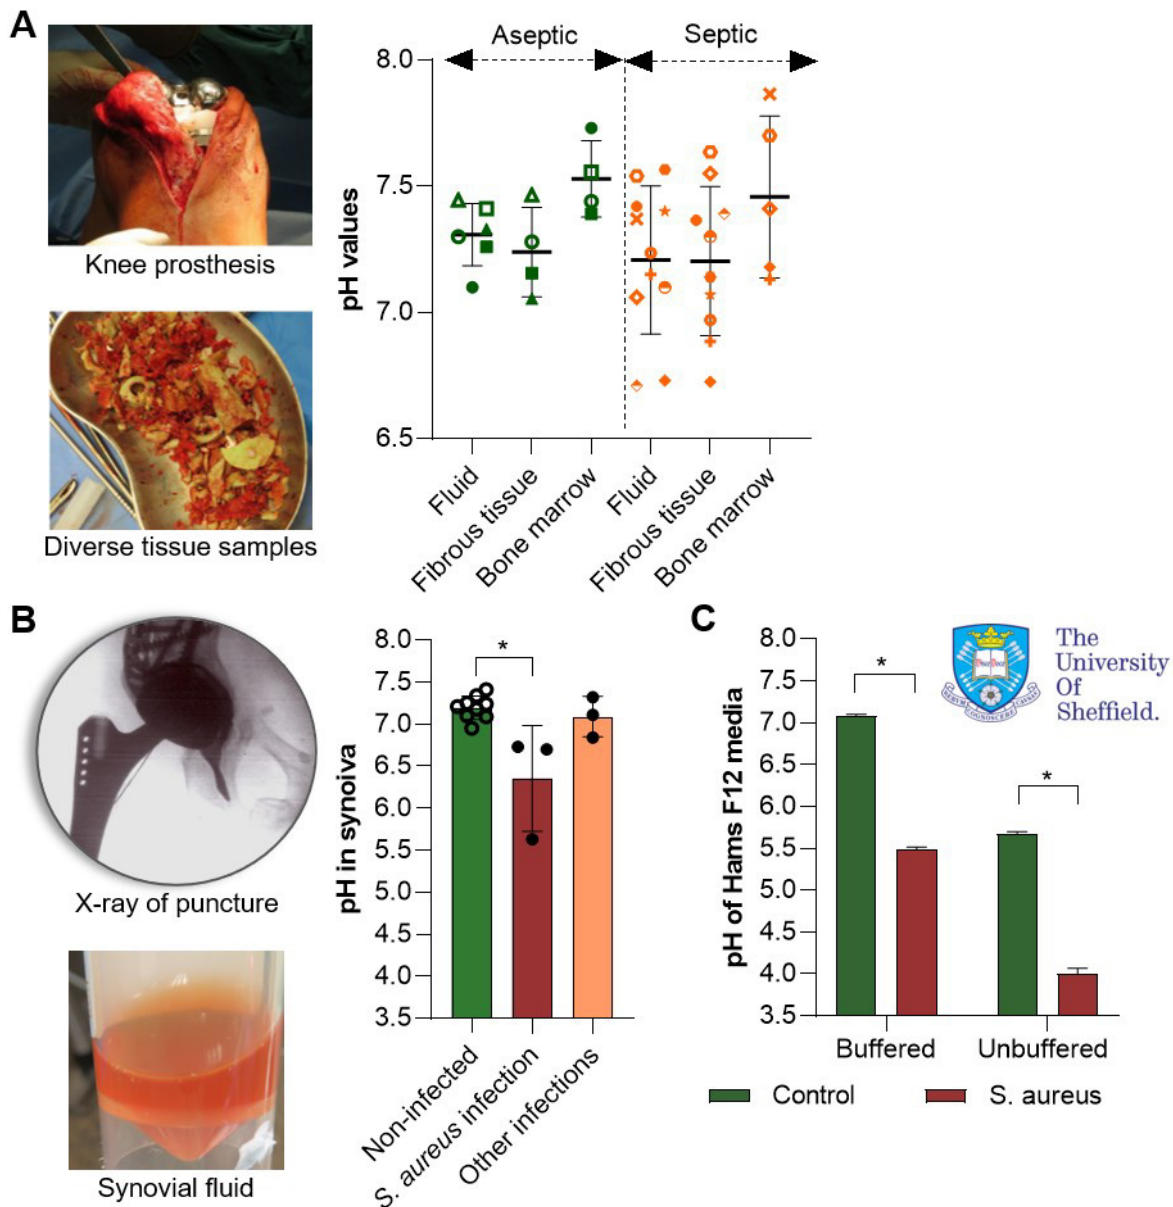 A
Knee prosthesis
Diverse tissue samples
Aseptic
Septic
pH values
8.0
7.5
7.0
6.5
Fluid
Fibrous tissue
Bone marrow
Fluid
Fibrous tissue
Bone marrow
B
X-ray of puncture
Synovial fluid
pH in synoiva
8.0
7.5
7.0
6.5
6.0
5.5
5.0
4.5
4.0
3.5
*
Non-infected
S. aureus infection
Other infections
C
The
University
Of
Sheffield.
pH of Hams F12 media
8.0
7.0
6.0
5.5
5.0
4.5
4.0
3.5
*
*
Buffered
Unbuffered
Control
S. aureus